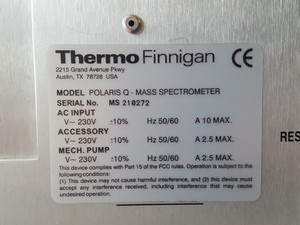 Thermo Finnigan
CE
2215 Grand Avenue Pkwy
Austin, TX 78728 USA
MODEL POLARIS Q - MASS SPECTROMETER
SERIAL No. MS 210272
AC INPUT
V~ 230V ±10% Hz 50/60 A 10 MAX.
ACCESSORY
V~ 230V ±10% Hz 50/60 A 2.5 MAX.
MECH. PUMP
V~ 230V ±10% Hz 50/60 A 2.5 MAX.
This device complies with Part 15 of the FCC rules. Operation is subject to the
following conditions:
(1) This device may not cause harmful interference, and (2) this device must
accept any interference received, including interference that may cause
undesired operation.
RES